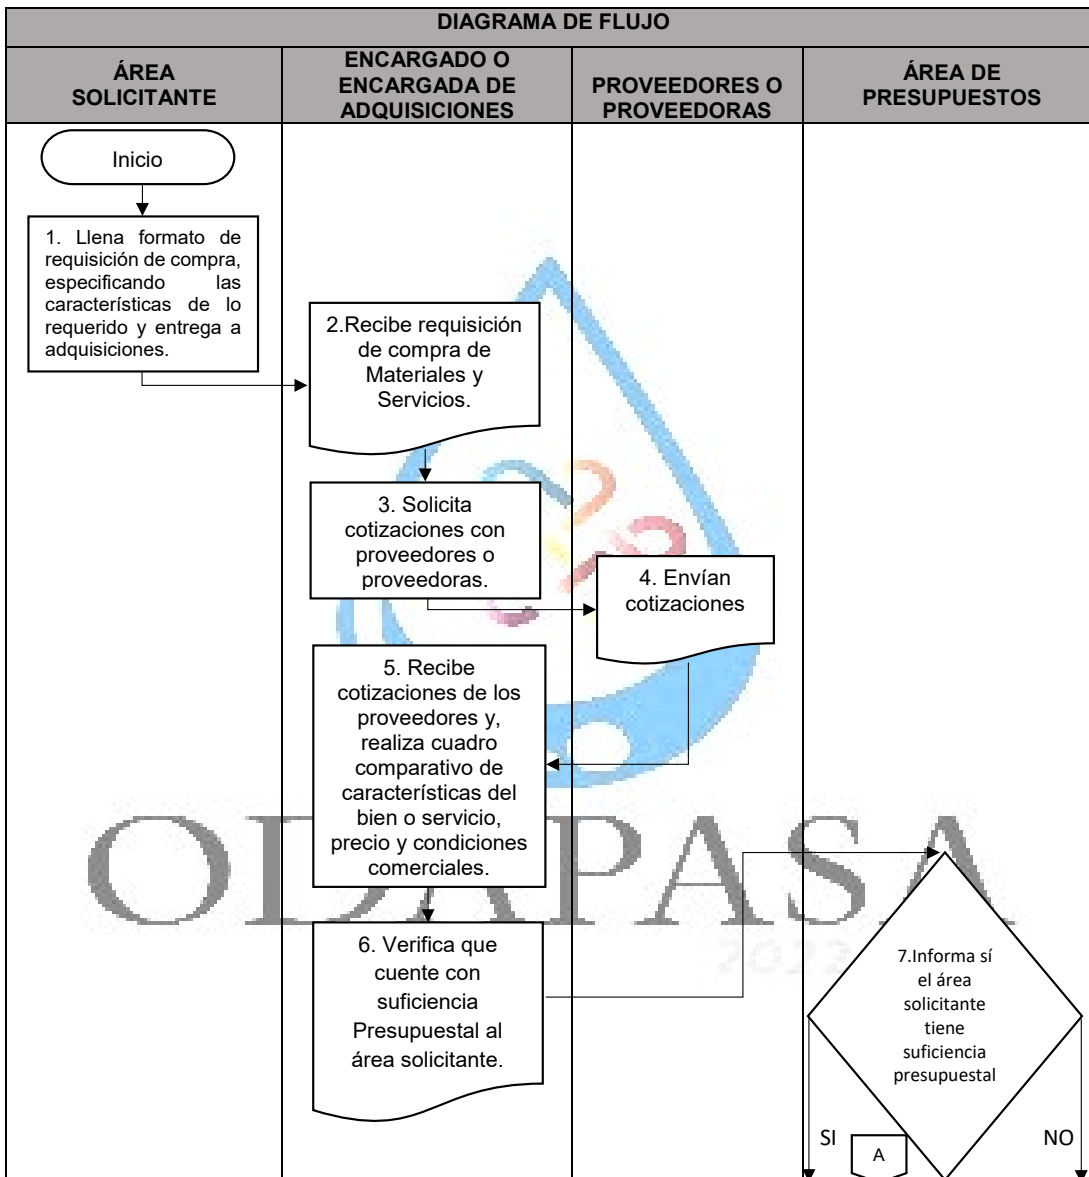 DIAGRAMA DE FLUJO
ÁREA
SOLICITANTE
ENCARGADO O
ENCARGADA DE
ADQUISICIONES
PROVEEDORES O
PROVEEDORAS
ÁREA DE
PRESUPUESTOS
Inicio
1. Llena formato de
requisición de compra,
especificando las
características de lo
requerido y entrega a
adquisiciones.
2.Recibe requisición
de compra de
Materiales y
Servicios.
3. Solicita
cotizaciones con
proveedores o
proveedoras.
4. Envían
cotizaciones
5. Recibe
cotizaciones de los
proveedores y,
realiza cuadro
comparativo de
características del
bien o servicio,
precio y condiciones
comerciales.
6. Verifica que
cuente con
suficiencia
Presupuestal al
área solicitante.
7.Informa sí
el área
solicitante
tiene
suficiencia
presupuestal
SI
A
NO
ODAPASA
2022